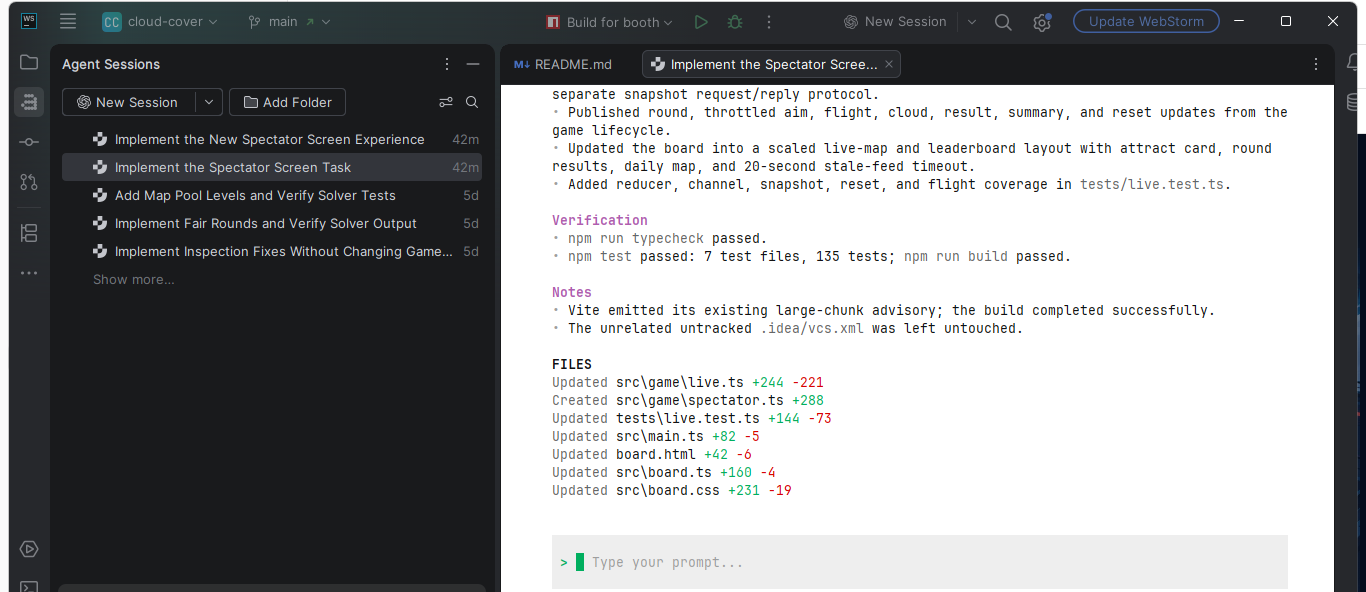 WS
CC cloud-cover
main
Build for booth
New Session
Update WebStorm
Agent Sessions
New Session
Add Folder
Implement the New Spectator Screen Experience 42m
Implement the Spectator Screen Task 42m
Add Map Pool Levels and Verify Solver Tests 5d
Implement Fair Rounds and Verify Solver Output 5d
Implement Inspection Fixes Without Changing Game... 5d
Show more...
M↓ README.md
Implement the Spectator Scree...
separate snapshot request/reply protocol.
• Published round, throttled aim, flight, cloud, result, summary, and reset updates from the
game lifecycle.
• Updated the board into a scaled live-map and leaderboard layout with attract card, round
results, daily map, and 20-second stale-feed timeout.
• Added reducer, channel, snapshot, reset, and flight coverage in tests/live.test.ts.
Verification
• npm run typecheck passed.
• npm test passed: 7 test files, 135 tests; npm run build passed.
Notes
• Vite emitted its existing large-chunk advisory; the build completed successfully.
• The unrelated untracked .idea/vcs.xml was left untouched.
FILES
Updated src\game\live.ts +244 -221
Created src\game\spectator.ts +288
Updated tests\live.test.ts +144 -73
Updated src\main.ts +82 -5
Updated board.html +42 -6
Updated src\board.ts +160 -4
Updated src\board.css +231 -19
> Type your prompt...